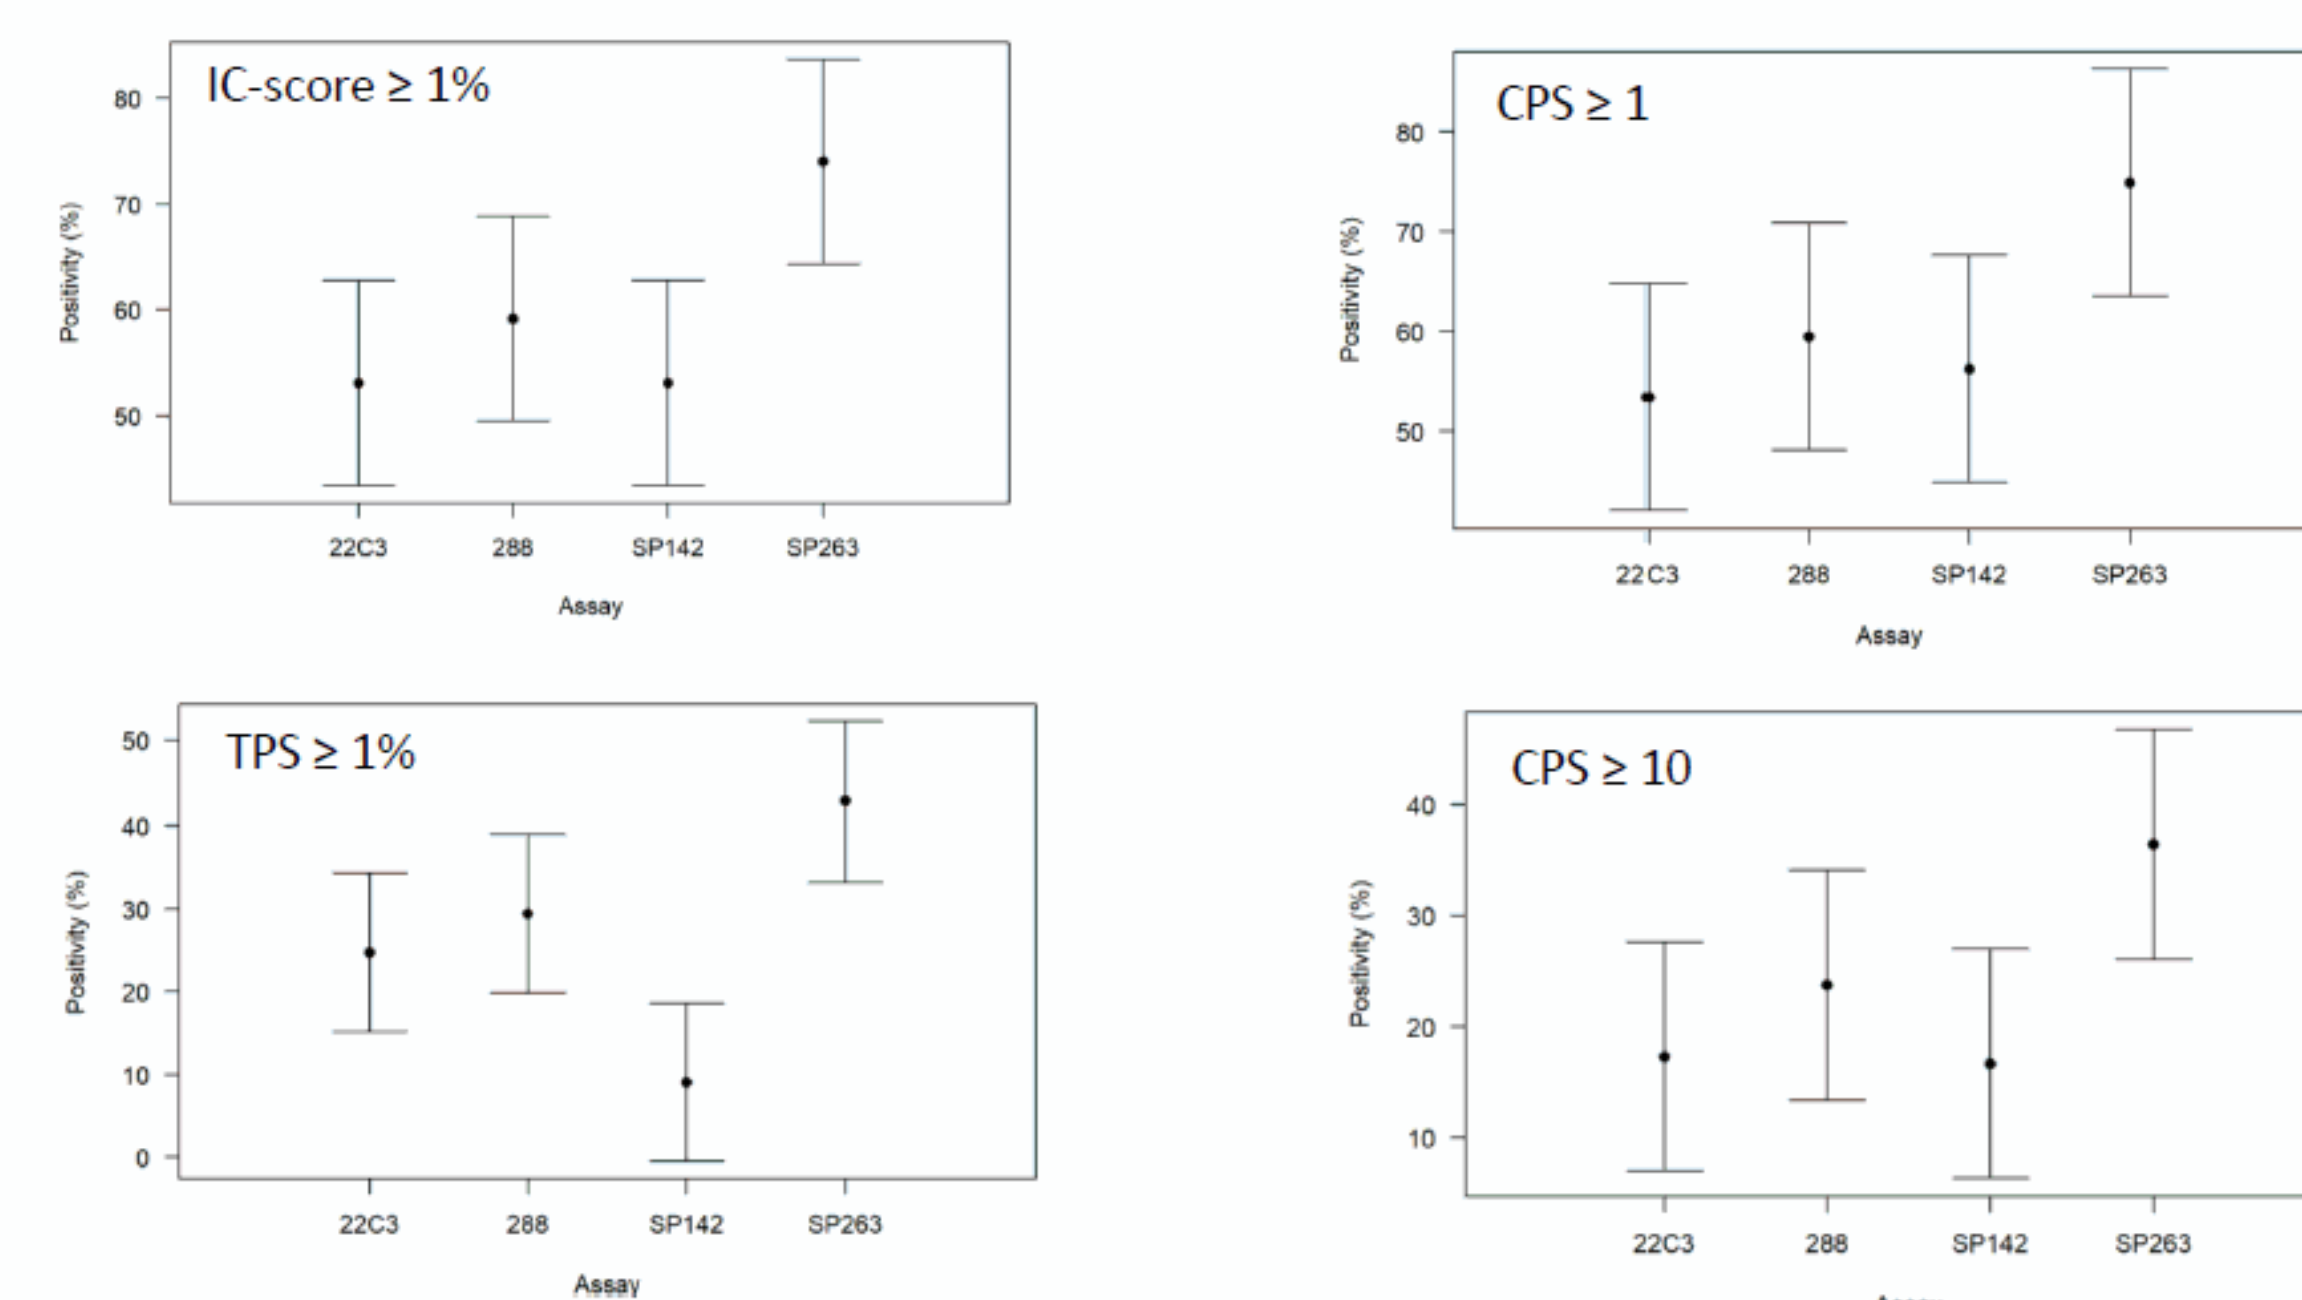 IC-score ≥ 1%
80
70
60
50
Positivity (%)
22C3 288 SP142 SP263
Assay
CPS ≥ 1
80
70
60
50
Positivity (%)
22C3 288 SP142 SP263
Assay
TPS ≥ 1%
50
40
30
20
10
0
Positivity (%)
22C3 288 SP142 SP263
Assay
CPS ≥ 10
40
30
20
10
Positivity (%)
22C3 288 SP142 SP263